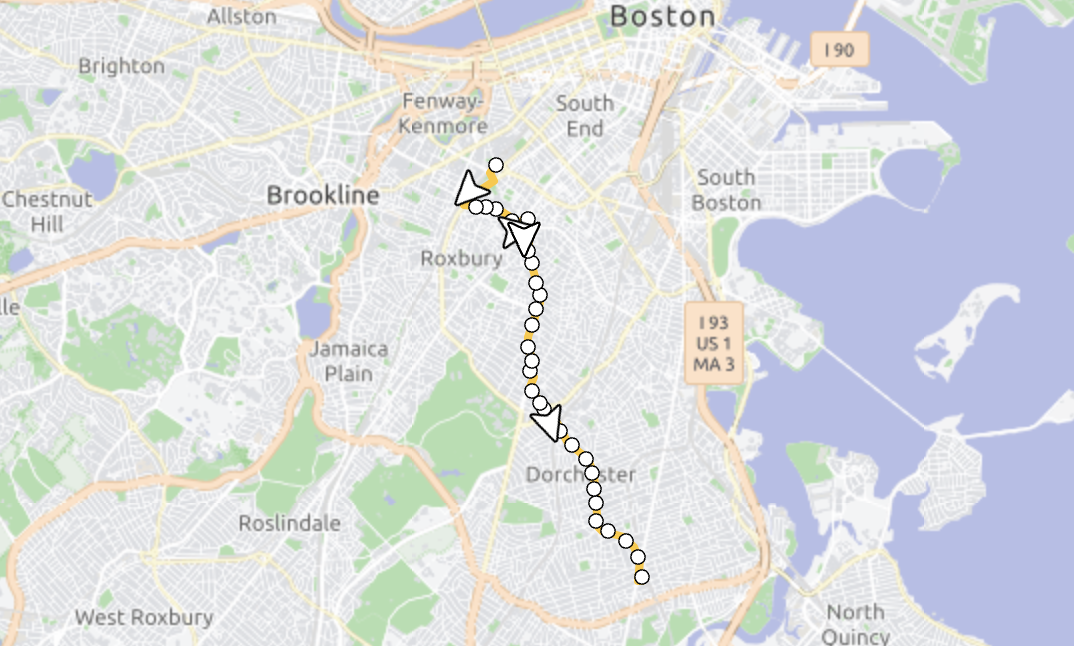 Allston
Boston
I 90
Brighton
Fenway-
Kenmore
South
End
Brookline
South
Boston
Chestnut
Hill
Roxbury
lle
I 93
US 1
MA 3
Jamaica
Plain
Roslindale
West Roxbury
North
Quincy